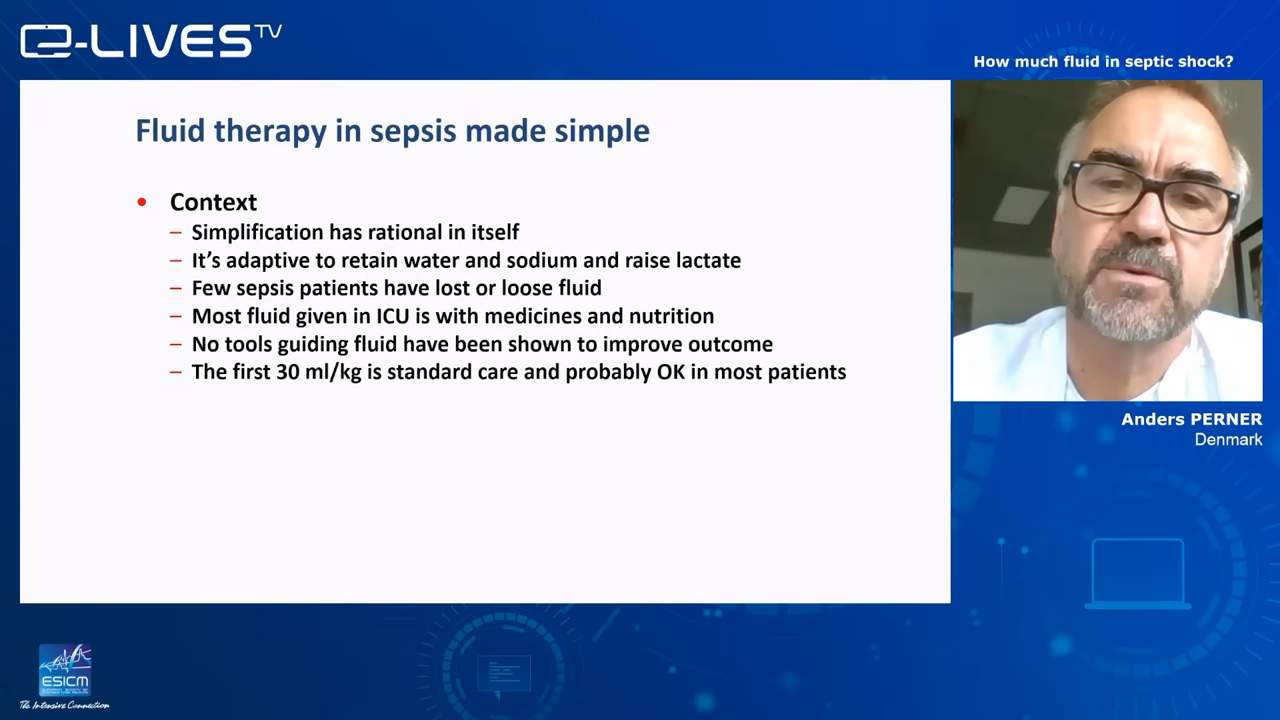 e-LIVES TV
How much fluid in septic shock?
Fluid therapy in sepsis made simple
• Context
– Simplification has rational in itself
– It’s adaptive to retain water and sodium and raise lactate
– Few sepsis patients have lost or loose fluid
– Most fluid given in ICU is with medicines and nutrition
– No tools guiding fluid have been shown to improve outcome
– The first 30 ml/kg is standard care and probably OK in most patients
Anders PERNER
Denmark
ESICM
The Intensive Connection